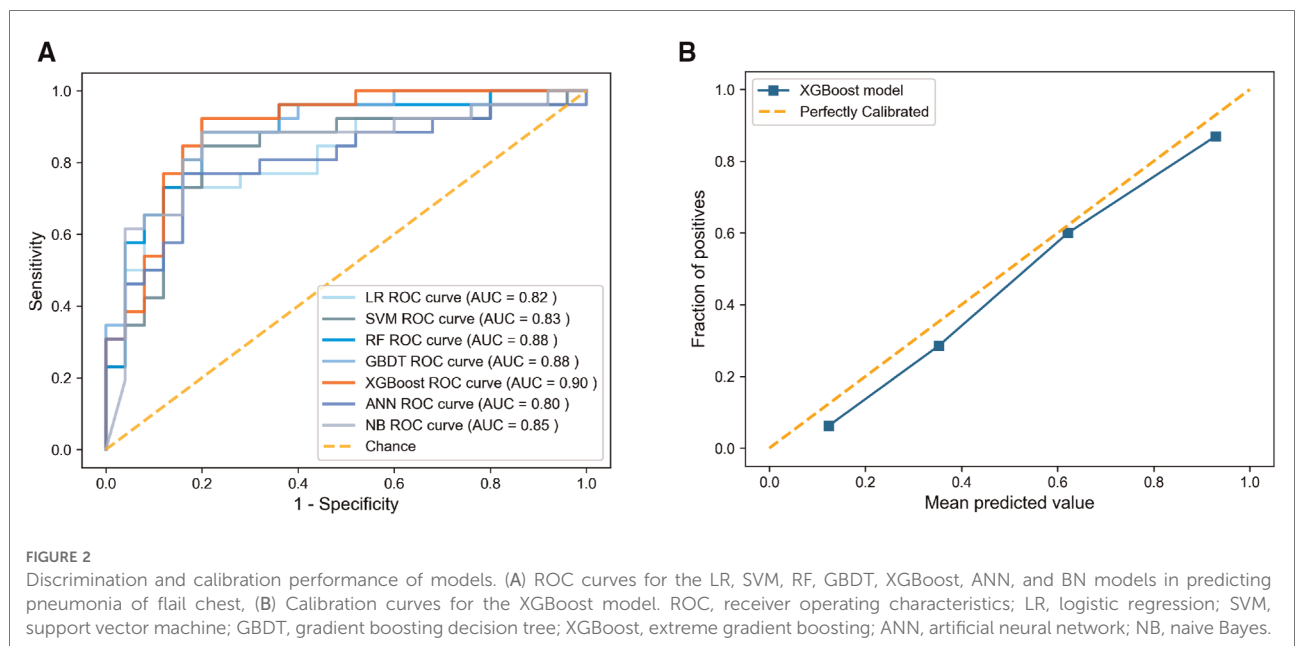 A
1.0
0.8
0.6
0.4
0.2
0.0
Sensitivity
0.0 0.2 0.4 0.6 0.8 1.0
1 - Specificity
LR ROC curve (AUC = 0.82 )
SVM ROC curve (AUC = 0.83 )
RF ROC curve (AUC = 0.88 )
GBDT ROC curve (AUC = 0.88 )
XGBoost ROC curve (AUC = 0.90 )
ANN ROC curve (AUC = 0.80 )
NB ROC curve (AUC = 0.85 )
Chance
B
XGBoost model
Perfectly Calibrated
1.0
0.8
0.6
0.4
0.2
0.0
Fraction of positives
0.0 0.2 0.4 0.6 0.8 1.0
Mean predicted value
FIGURE 2
Discrimination and calibration performance of models. (A) ROC curves for the LR, SVM, RF, GBDT, XGBoost, ANN, and BN models in predicting
pneumonia of flail chest, (B) Calibration curves for the XGBoost model. ROC, receiver operating characteristics; LR, logistic regression; SVM,
support vector machine; GBDT, gradient boosting decision tree; XGBoost, extreme gradient boosting; ANN, artificial neural network; NB, naive Bayes.